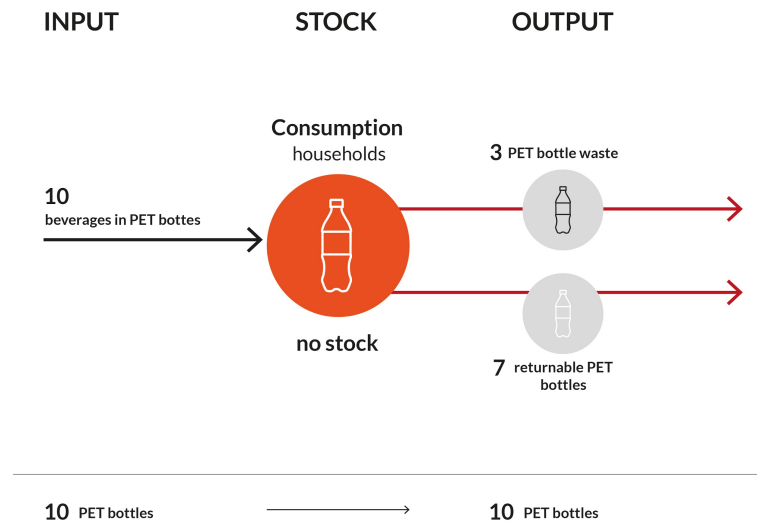 INPUT
STOCK
OUTPUT
Consumption
households
3 PET bottle waste
10
beverages in PET bottes
no stock
7 returnable PET
bottles
10 PET bottles
10 PET bottles